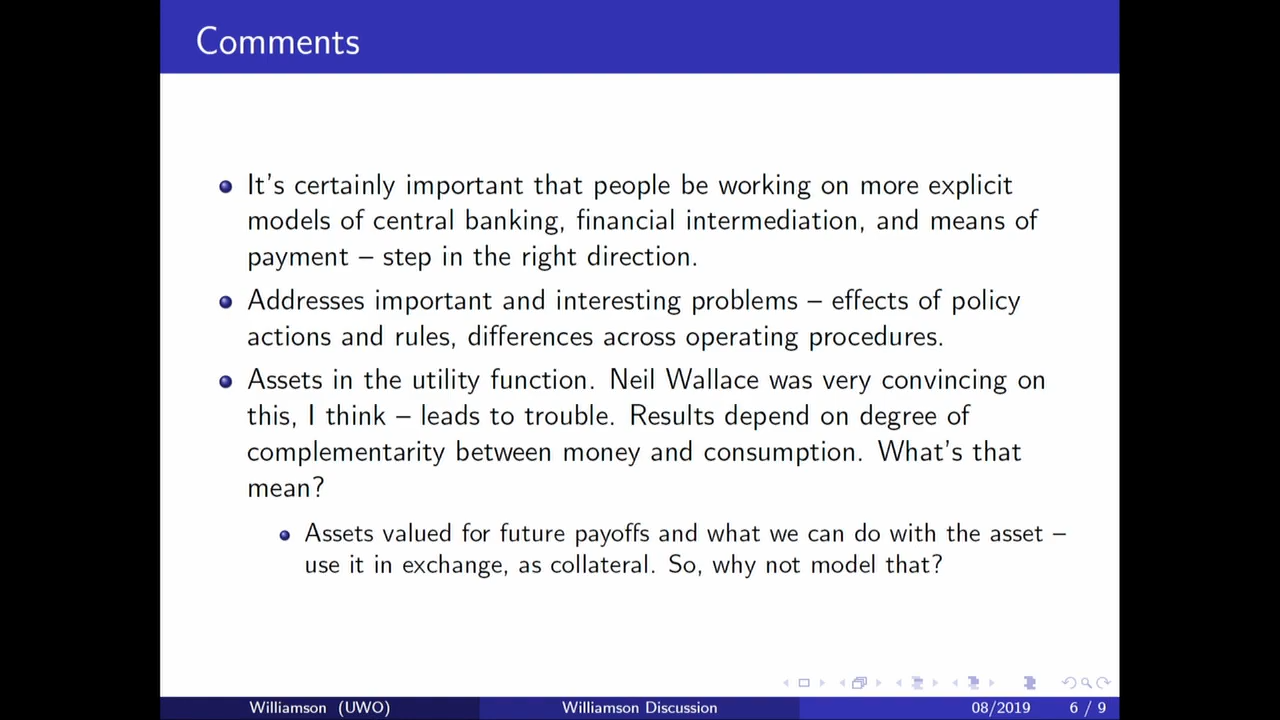 Comments
It's certainly important that people be working on more explicit
models of central banking, financial intermediation, and means of
payment – step in the right direction.
Addresses important and interesting problems – effects of policy
actions and rules, differences across operating procedures.
Assets in the utility function. Neil Wallace was very convincing on
this, I think – leads to trouble. Results depend on degree of
complementarity between money and consumption. What's that
mean?
Assets valued for future payoffs and what we can do with the asset –
use it in exchange, as collateral. So, why not model that?
Williamson (UWO) Williamson Discussion 08/2019 6 / 9